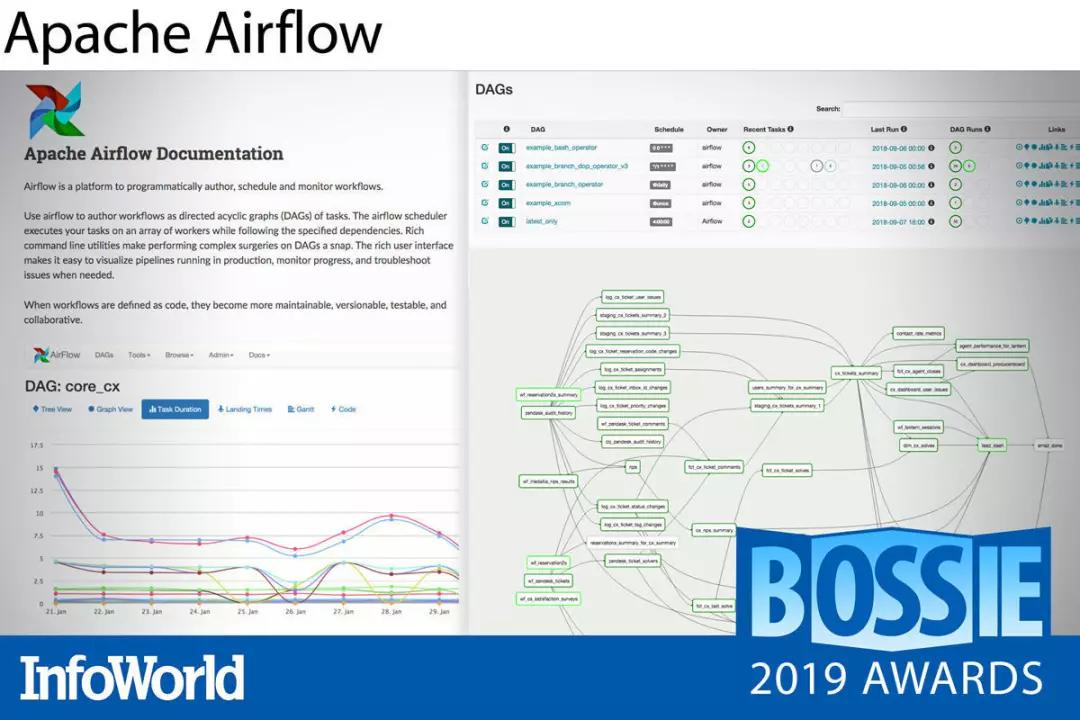 Apache Airflow
Apache Airflow Documentation
Airflow is a platform to programmatically author, schedule and monitor workflows.
Use airflow to author workflows as directed acyclic graphs (DAGs) of tasks. The airflow scheduler
executes your tasks on an array of workers while following the specified dependencies. Rich
command line utilities make performing complex surgeries on DAGs a snap. The rich user interface
makes it easy to visualize pipelines running in production, monitor progress, and troubleshoot
issues when needed.
When workflows are defined as code, they become more maintainable, versionable, testable, and
collaborative.
AirFlow DAGs Tools Browse Admin Docs
DAG: core_cx
Tree View Graph View Task Duration Landing Times Gantt Code
17.5
15
12.5
10
7.5
5
2.5
0
21. Jan 22. Jan 23. Jan 24. Jan 25. Jan 26. Jan 27. Jan 28. Jan 29. Jan
DAGs
Search:
DAG Schedule Owner Recent Tasks Last Run DAG Runs Links
On example_bash_operator airflow 2018-09-06 00:00
On example_branch_dop_operator_v3 airflow 2018-09-05 00:56
On example_branch_operator @daily airflow 2018-09-06 00:00
On example_xcom @once airflow 2018-09-05 00:00
On latest_only 4:00:00 Airflow 2018-09-07 16:00
log_cx_ticket_user_issues
staging_cx_tickets_summary_2
staging_cx_tickets_summary_3
log_cx_ticket_reservation_code_changes
log_cx_ticket_assignments
log_cx_ticket_inbox_id_changes
log_cx_ticket_priority_changes
wf_zendesk_ticket_comments
wf_reservation2s_summary
zendesk_audit_history
cx_tickets_summary
contact_rate_metrics
agent_performance_for_lantern
cx_dashboard_producerboard
fct_cx_agent_closes
cx_dashboard_user_issues
users_summary_for_cx_summary
staging_cx_tickets_summary_1
wf_lantern_sessions
dim_cx_solves
lead_dash
email_done
nps
fct_cx_ticket_comments
fct_cx_ticket_solves
wf_medallia_nps_results
log_cx_ticket_status_changes
log_cx_ticket_tag_changes
cx_nps_summary
reservations_summary_for_cx_summary
wf_reservation2s
zendesk_ticket_solvers
wf_zendesk_tickets
wf_cx_satisfaction_surveys
fct_cx_last_solve
BOSSIE
2019 AWARDS
InfoWorld